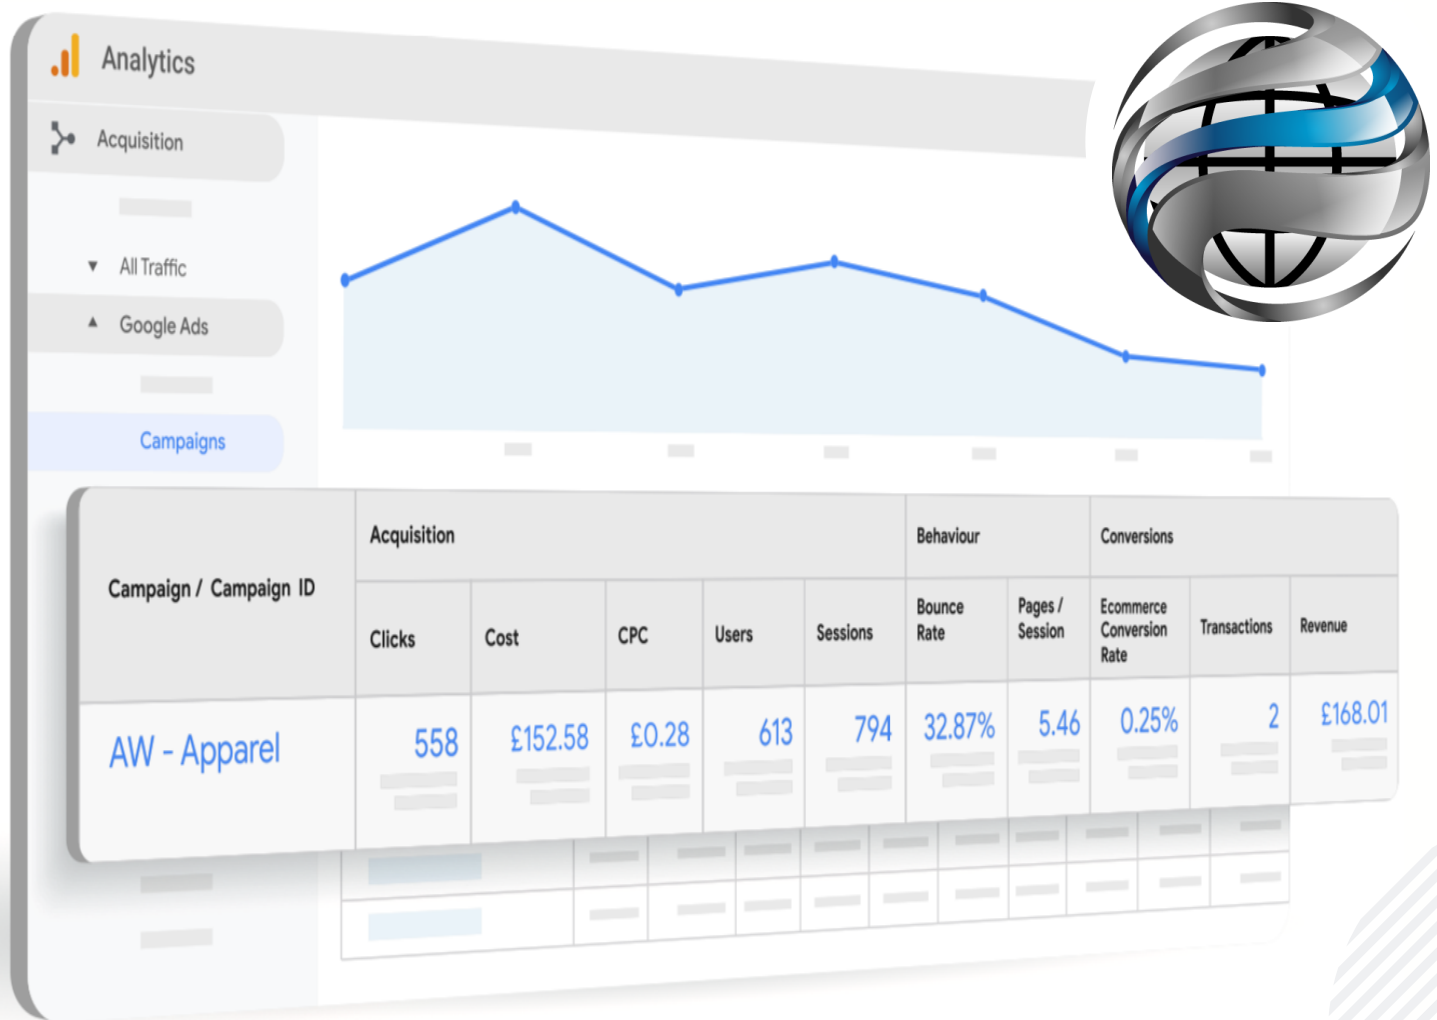 Analytics
Acquisition
All Traffic
Google Ads
Campaigns
Campaign / Campaign ID
Acquisition
Behaviour
Conversions
Clicks
Cost
CPC
Users
Sessions
Bounce
Rate
Pages /
Session
Ecommerce
Conversion
Rate
Transactions
Revenue
AW - Apparel
558
£152.58
£0.28
613
794
32.87%
5.46
0.25%
2
£168.01